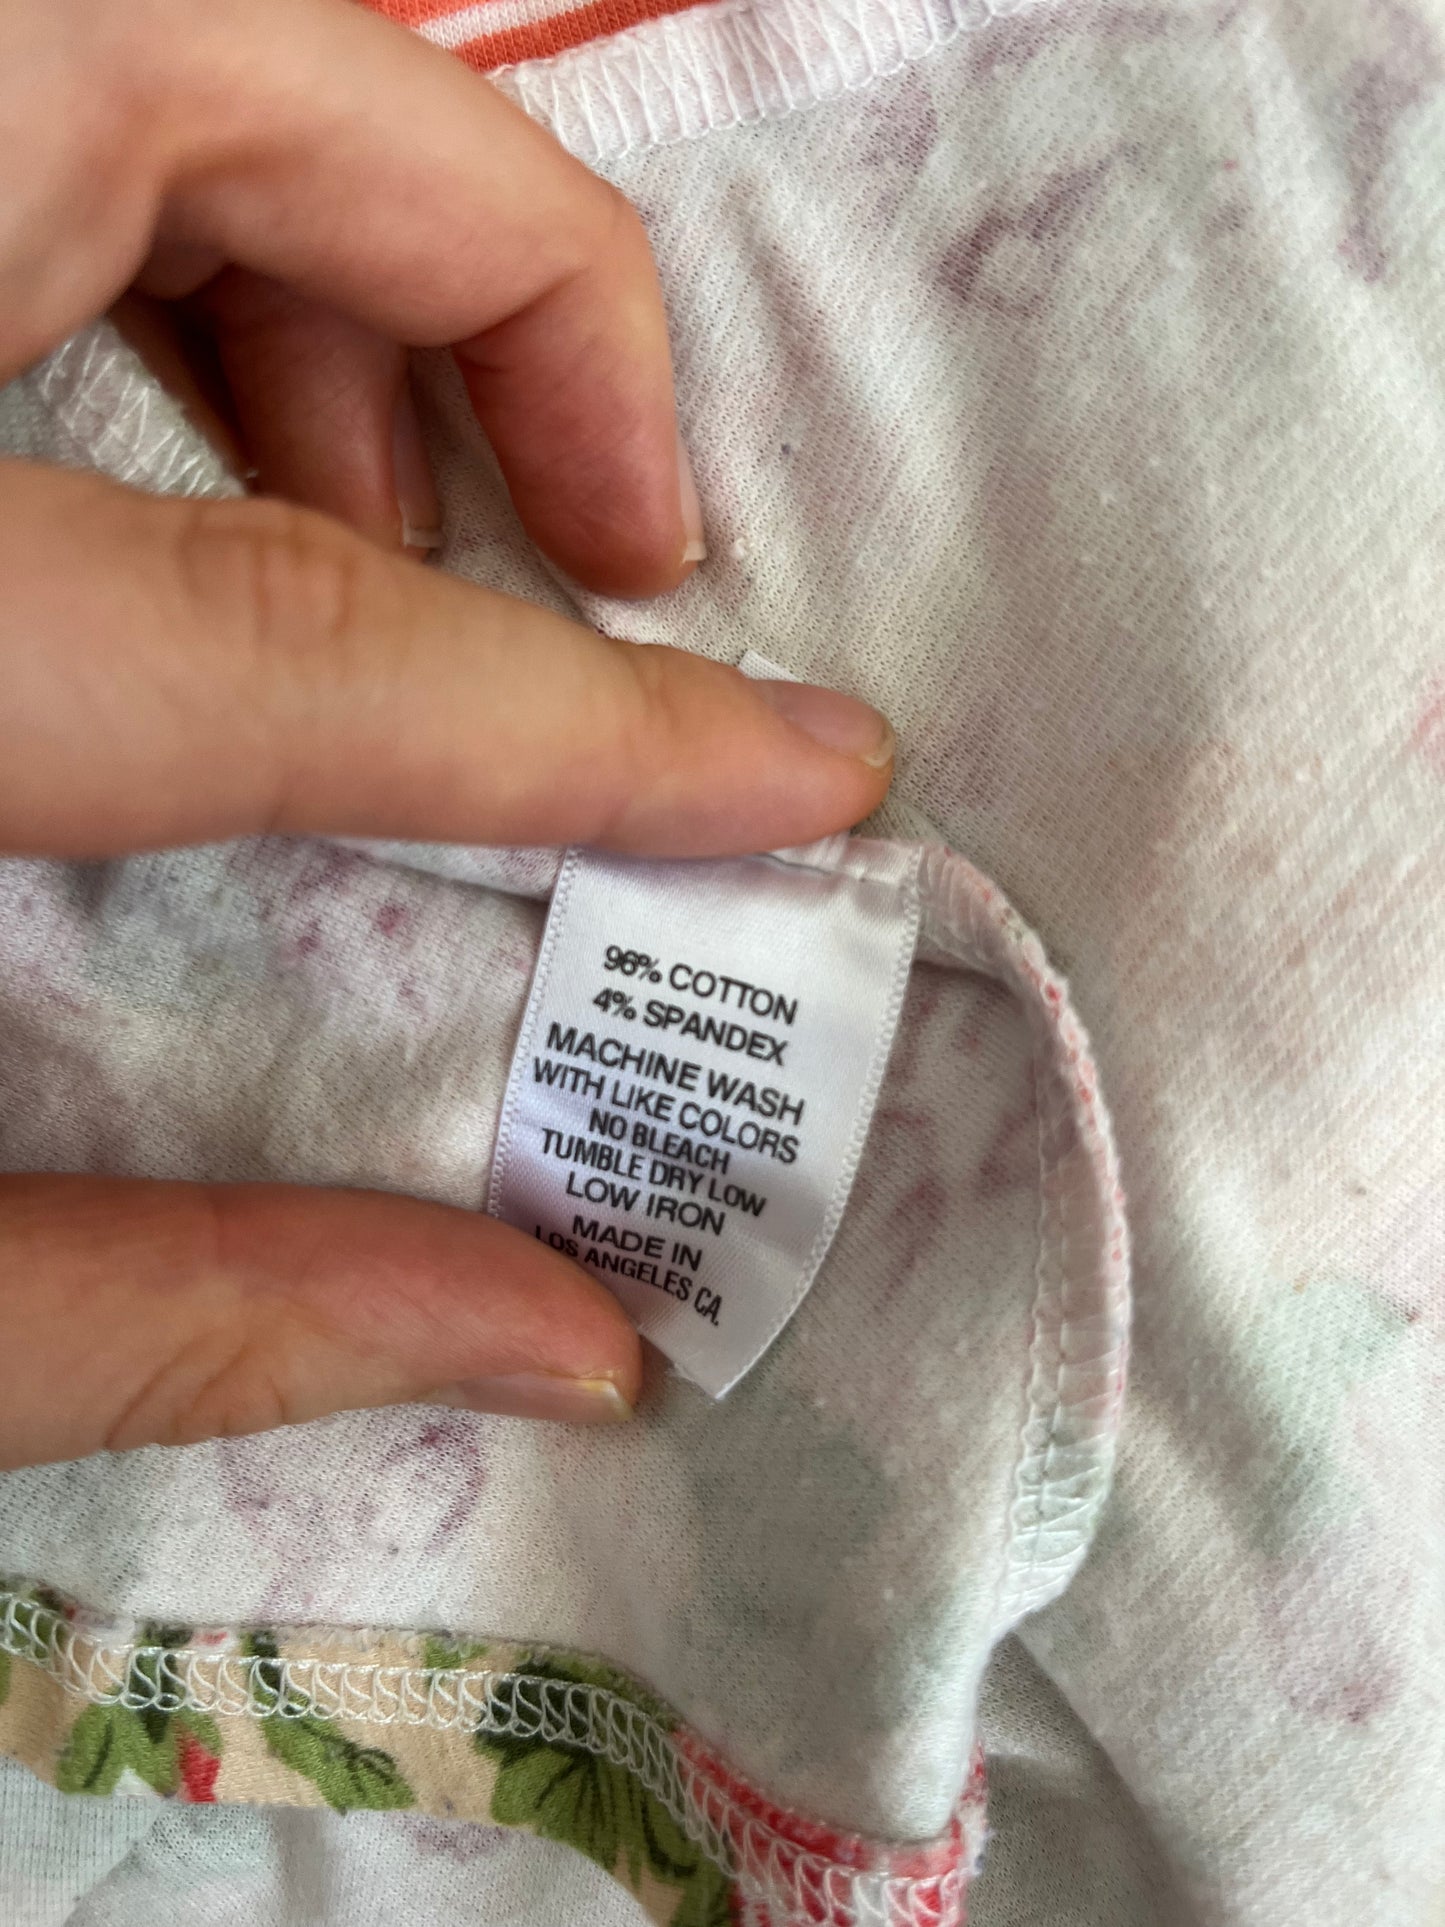 96% COTTON
4% SPANDEX
MACHINE WASH
WITH LIKE COLORS
NO BLEACH
TUMBLE DRY LOW
LOW IRON
MADE IN
LOS ANGELES CA.